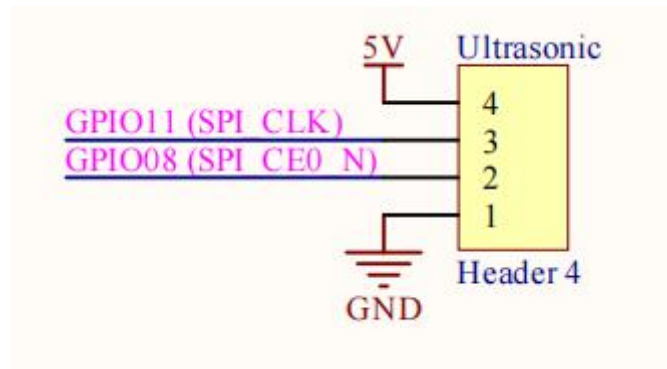 5V Ultrasonic
4
GPIO11 (SPI_CLK)
3
GPIO08 (SPI_CE0_N)
2
1
Header 4
GND